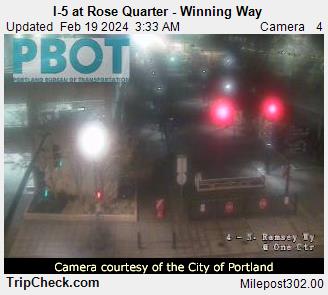 I-5 at Rose Quarter - Winning Way
Updated Feb 19 2024 3:33 AM Camera 4
PBOT
PORTLAND BUREAU OF TRANSPORTATION
4 - N. Ramsey Wy
@ One Ctr
Camera courtesy of the City of Portland
TripCheck.com Milepost302.00